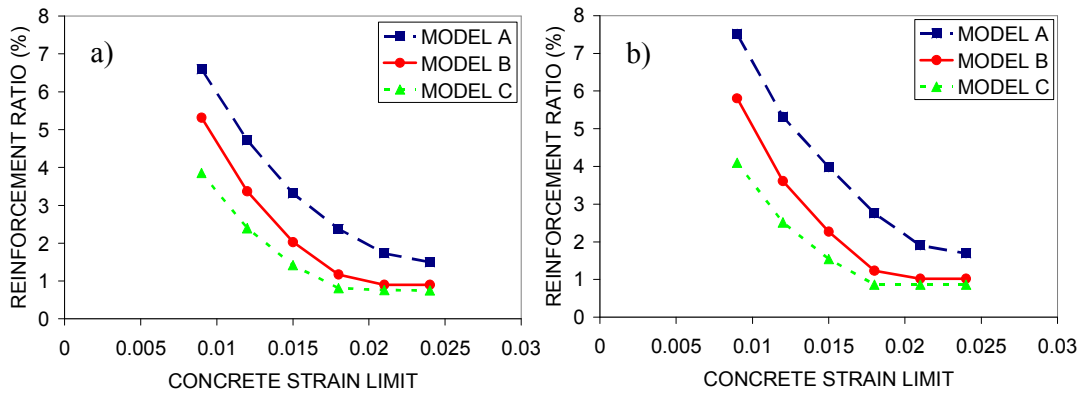 a)
MODEL A
MODEL B
MODEL C
REINFORCEMENT RATIO (%)
8
7
6
5
4
3
2
1
0
0 0.005 0.01 0.015 0.02 0.025 0.03
CONCRETE STRAIN LIMIT
b)
MODEL A
MODEL B
MODEL C
REINFORCEMENT RATIO (%)
8
7
6
5
4
3
2
1
0
0 0.005 0.01 0.015 0.02 0.025 0.03
CONCRETE STRAIN LIMIT